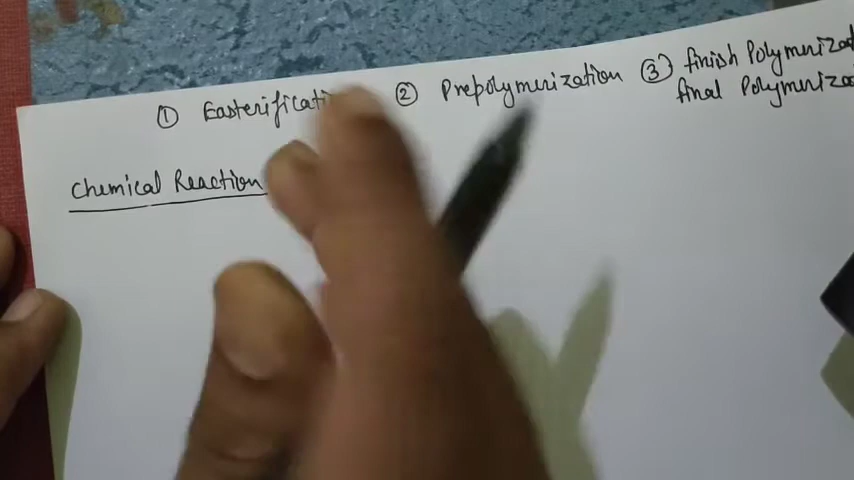 ① Easterificati ② Prepolymerization ③ finish Polymeriza
final Polymeriza
Chemical Reaction